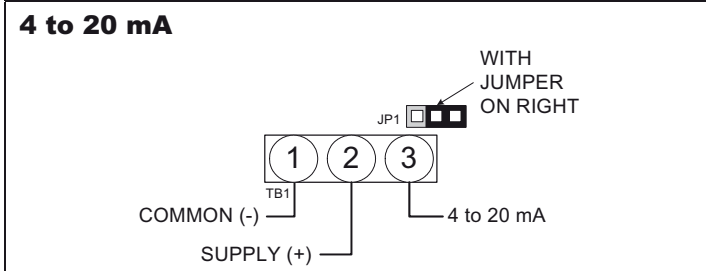 4 to 20 mA
WITH
JUMPER
ON RIGHT
JP1
1 2 3
TB1
COMMON (-)
4 to 20 mA
SUPPLY (+)